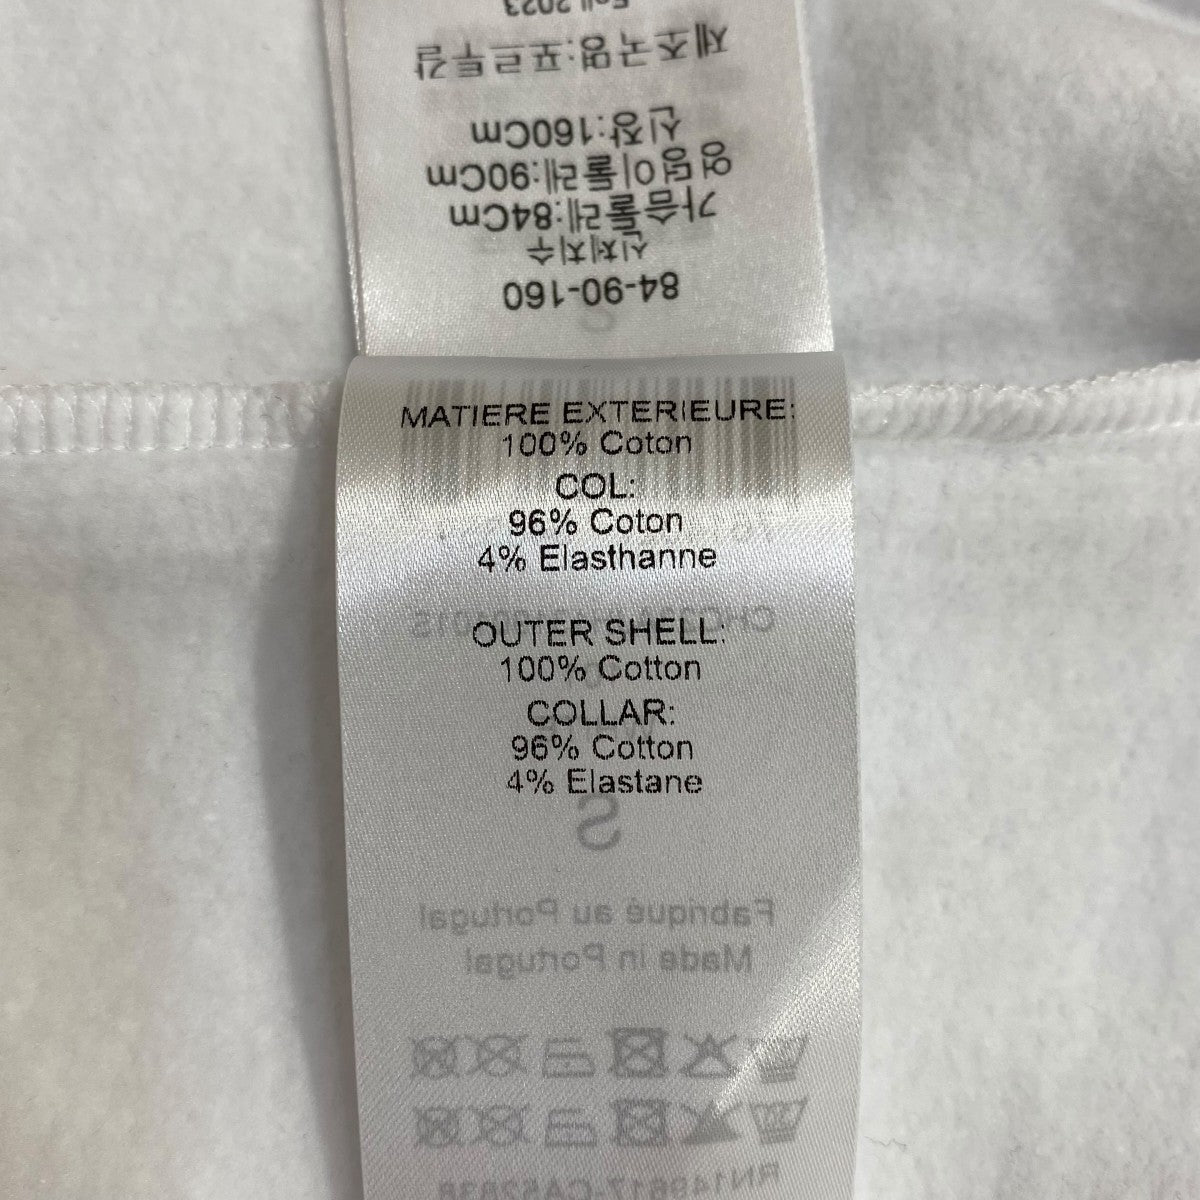 84-90-160
신체치수
가슴둘레:84Cm
엉덩이둘레:90Cm
신장:160Cm
제조국명:포르투갈
Fall 2023
MATIERE EXTERIEURE:
100% Coton
COL:
96% Coton
4% Elasthanne
OUTER SHELL:
100% Cotton
COLLAR:
96% Cotton
4% Elastane
S
Fabriqué au Portugal
Made in Portugal